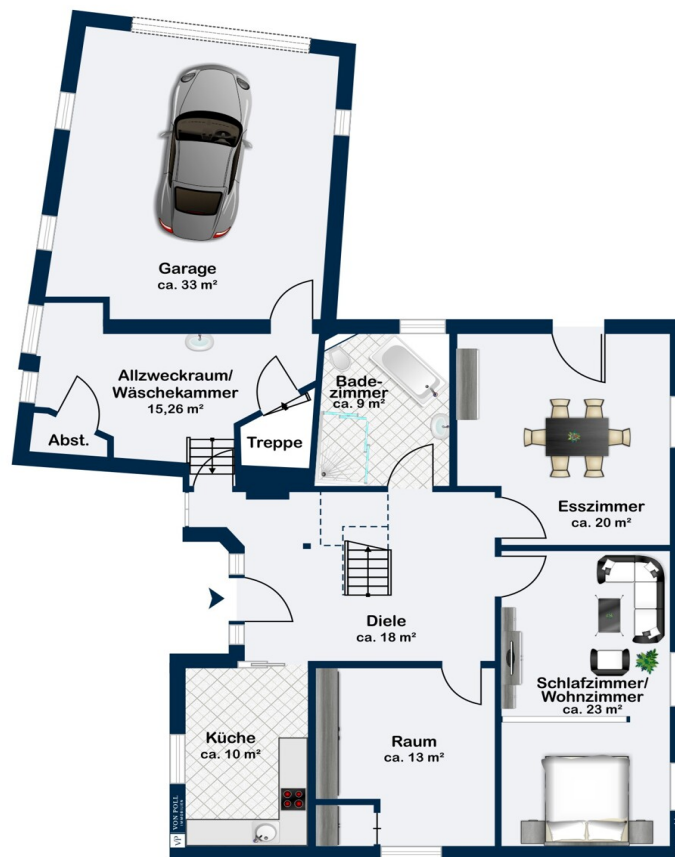 Garage
ca. 33 m²
Allzweckraum/
Wäschekammer
15,26 m²
Abst.
Treppe
Bade-
zimmer
ca. 9 m²
Esszimmer
ca. 20 m²
Diele
ca. 18 m²
Schlafzimmer/
Wohnzimmer
ca. 23 m²
Küche
ca. 10 m²
Raum
ca. 13 m²
VON POLL
IMMOBILIEN
VP